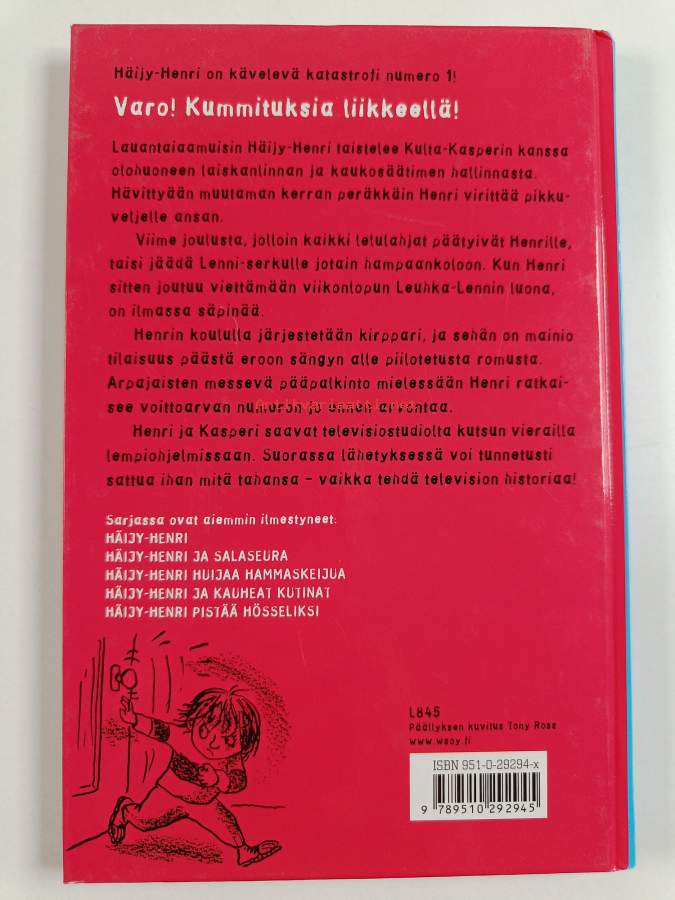 Häijy-Henri on kävelevä katastrofi numero 1!
Varo! Kummituksia liikkeellä!
Lauantaiaamuisin Häijy-Henri taistelee Kulta-Kasperin kanssa
olohuoneen laiskanlinnan ja kaukosäätimen hallinnasta.
Hävittyään muutaman kerran peräkkäin Henri virittää pikku-
veljelle ansan.
Viime joulusta, jolloin kaikki lelulahjat päätyivät Henrille,
taisi jäädä Lenni-serkulle jotain hampaankoloon. Kun Henri
sitten joutuu viettämään viikonlopun Leuhka-Lennin luona,
on ilmassa säpinää.
Henrin koululla järjestetään kirppari, ja sehän on mainio
tilaisuus päästä eroon sängyn alle piilotetusta romusta.
Arpajaisten messevä pääpalkinto mielessään Henri ratkai-
see voittoarvan numeron jo ennen arvontaa.
Henri ja Kasperi saavat televisiostudiolta kutsun vierailla
lempiohjelmissaan. Suorassa lähetyksessä voi tunnetusti
sattua ihan mitä tahansa – vaikka tehdä television historiaa!
Sarjassa ovat aiemmin ilmestyneet:
HÄIJY-HENRI
HÄIJY-HENRI JA SALASEURA
HÄIJY-HENRI HUIJAA HAMMASKEIJUA
HÄIJY-HENRI JA KAUHEAT KUTINAT
HÄIJY-HENRI PISTÄÄ HÖSSELIKSI
L845
Päällyksen kuvitus Tony Ross
www.wsoy.fi
ISBN 951-0-29294-x
9 789510 292945